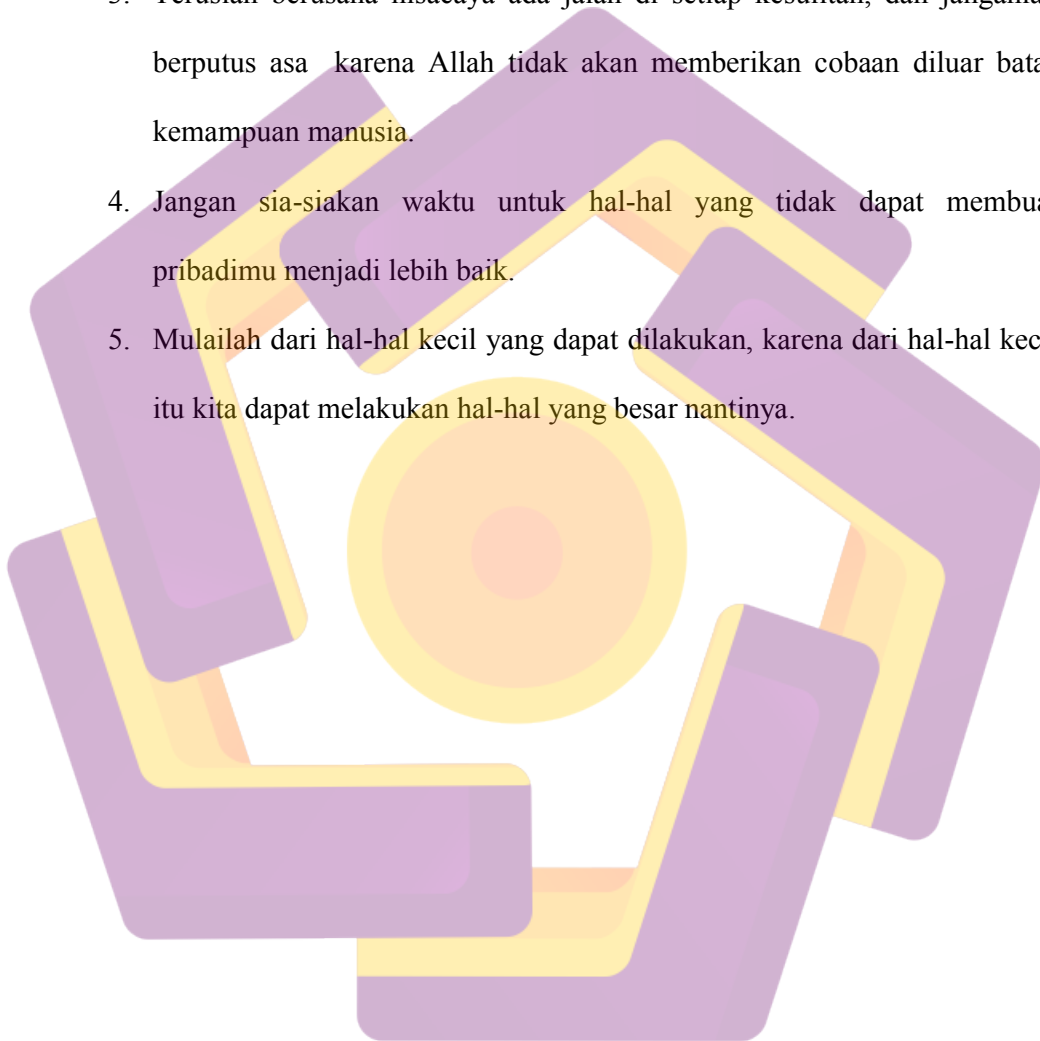 berputus asa karena Allah tidak akan memberikan cobaan diluar bata
kemampuan manusia.
4. Jangan sia-siakan waktu untuk hal-hal yang tidak dapat membua
pribadimu menjadi lebih baik.
5. Mulailah dari hal-hal kecil yang dapat dilakukan, karena dari hal-hal kec
itu kita dapat melakukan hal-hal yang besar nantinya.